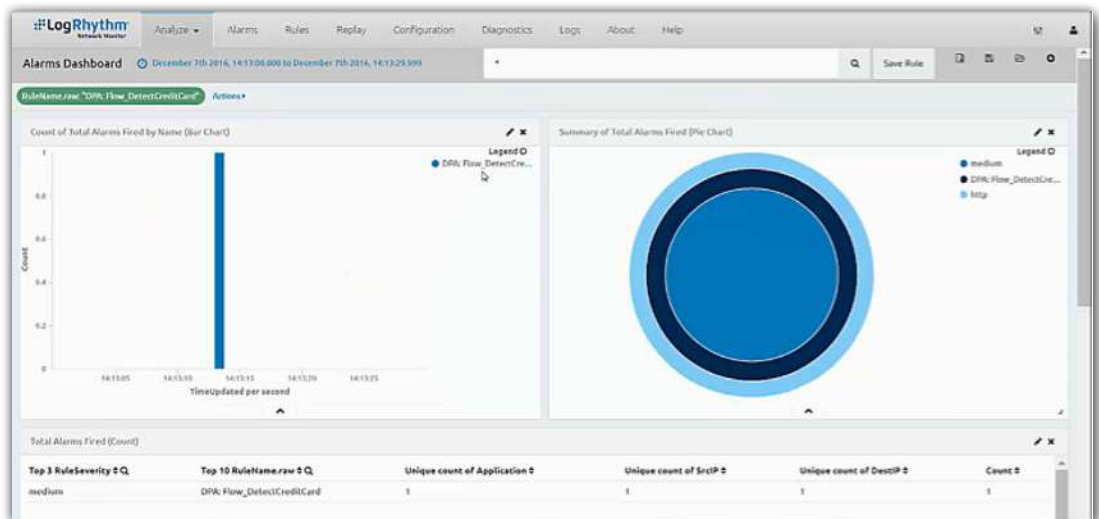 LogRhythm
Network Monitor
Analyze Alarms Rules Replay Configuration Diagnostics Logs About Help
Alarms Dashboard December 7th 2016, 14:13:00.000 to December 7th 2016, 14:13:29.999 * Save Rule
RuleName.raw:"DPA: Flow_DetectCreditCard" Actions
Count of Total Alarms Fired by Name (Bar Chart)
Legend
DPA: Flow_DetectCre...
1
0.8
0.6
0.4
0.2
0
Count
14:13:05 14:13:10 14:13:15 14:13:20 14:13:25
TimeUpdated per second
Summary of Total Alarms Fired (Pie Chart)
Legend
medium
DPA: Flow_DetectCre...
http
Total Alarms Fired (Count)
Top 3 RuleSeverity Top 10 RuleName.raw Unique count of Application Unique count of SrcIP Unique count of DestIP Count
medium DPA: Flow_DetectCreditCard 1 1 1 1